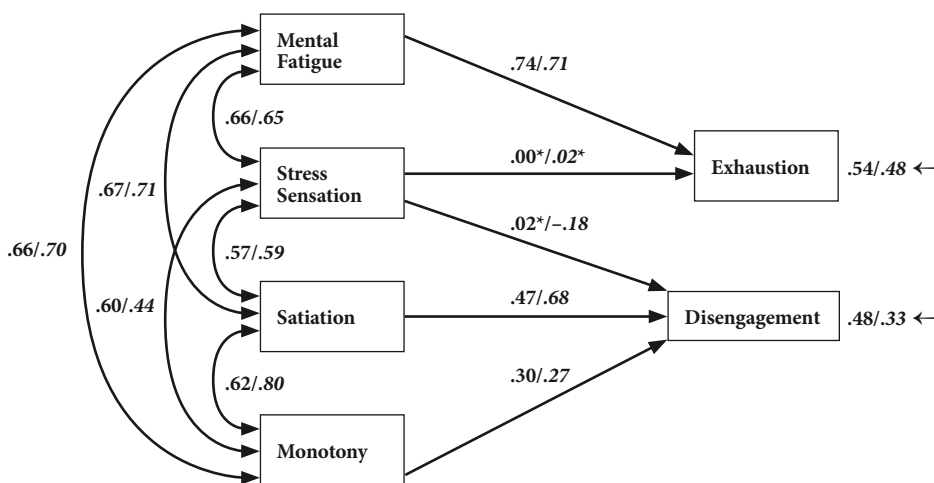 Mental
Fatigue
.74/.71
.66/.65
.00*/.02*
Exhaustion
.54/.48
Stress
Sensation
.67/.71
.02*/–.18
.66/.70
.57/.59
.60/.44
Satiation
.47/.68
Disengagement
.48/.33
.62/.80
.30/.27
Monotony